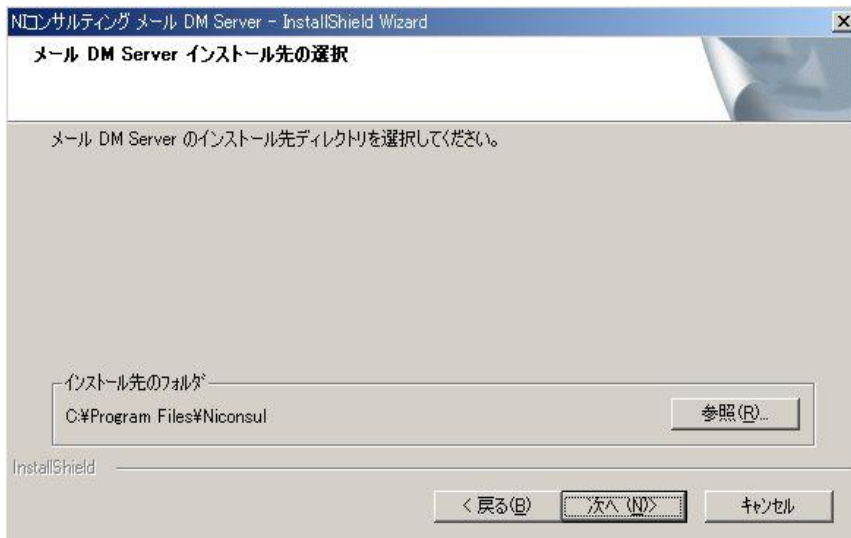 NIコンサルティング メール DM Server - InstallShield Wizard
メール DM Server インストール先の選択
メール DM Server のインストール先ディレクトリを選択してください。
インストール先のフォルダ
C:¥Program Files¥Niconsul
参照(R)...
InstallShield
< 戻る(B)
次へ (N)>
キャンセル